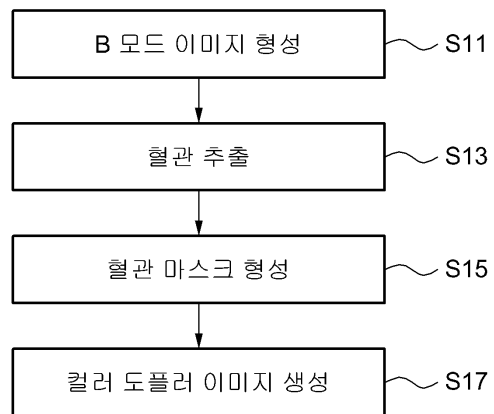 B 모드 이미지 형성 S11
혈관 추출 S13
혈관 마스크 형성 S15
컬러 도플러 이미지 생성 S17